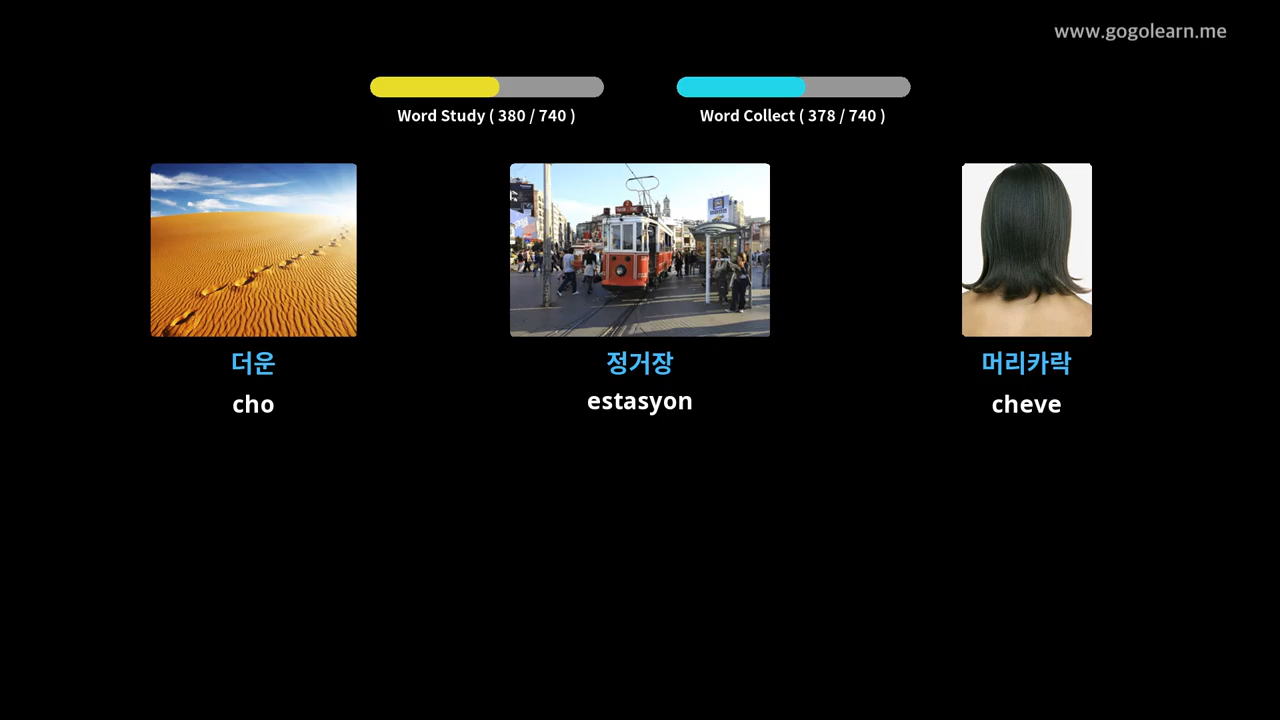 www.gogolearn.me
Word Study ( 380 / 740 )
Word Collect ( 378 / 740 )
더운
정거장
머리카락
cho
estasyon
cheve